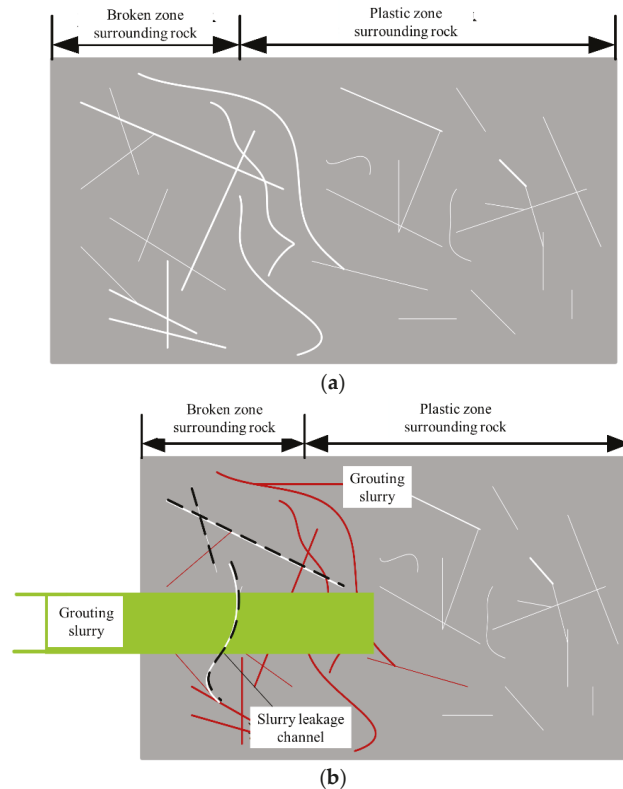 Broken zone
surrounding rock
Plastic zone
surrounding rock
(a)
Broken zone
surrounding rock
Plastic zone
surrounding rock
Grouting
slurry
Grouting
slurry
Slurry leakage
channel
(b)